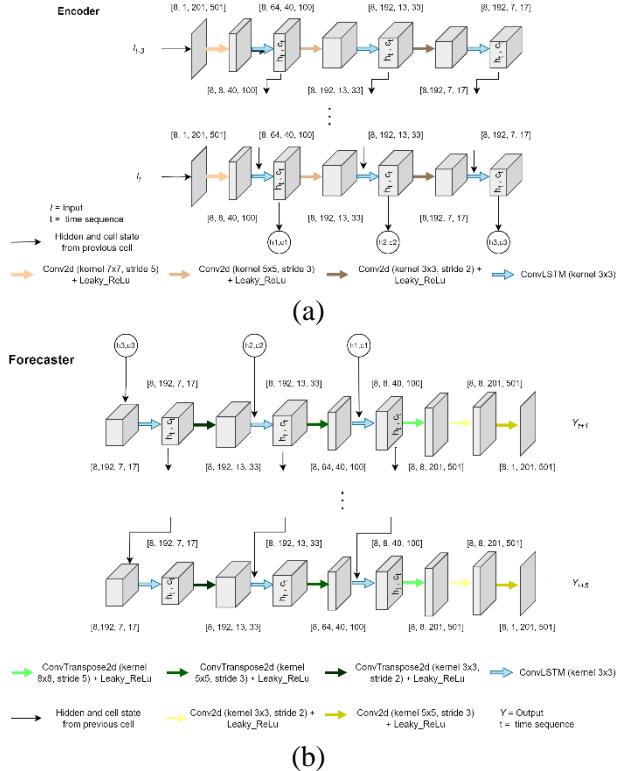 Encoder
[8, 1, 201, 501]
[8, 64, 40, 100]
[8, 192, 13, 33]
[8, 192, 7, 17]
I t-3
h t, c t
h t, c t
h t, c t
[8, 8, 40, 100]
[8, 192, 13, 33]
[8,192, 7, 17]
[8, 1, 201, 501]
[8, 64, 40, 100]
[8, 192, 13, 33]
[8, 192, 7, 17]
I t
h t, c t
h t, c t
h t, c t
I = Input
t = time sequence
[8, 8, 40, 100]
[8, 192, 13, 33]
[8,192, 7, 17]
Hidden and cell state
from previous cell
h1,c1
h2,c2
h3,c3
Conv2d (kernel 7x7, stride 5)
+ Leaky_ReLu
Conv2d (kernel 5x5, stride 3)
+ Leaky_ReLu
Conv2d (kernel 3x3, stride 2) +
Leaky_ReLu
ConvLSTM (kernel 3x3)
(a)
Forecaster
h3,c3
h2,c2
h1,c1
[8, 192, 7, 17]
[8, 192, 13, 33]
[8, 8, 40, 100]
[8, 8, 201, 501]
h t, c t
h t, c t
h t, c t
Y t+1
[8,192, 7, 17]
[8, 192, 13, 33]
[8, 64, 40, 100]
[8, 8, 201, 501]
[8, 1, 201, 501]
[8, 192, 7, 17]
[8, 192, 13, 33]
[8, 8, 40, 100]
[8, 8, 201, 501]
h t, c t
h t, c t
h t, c t
[8,192, 7, 17]
[8, 192, 13, 33]
[8, 64, 40, 100]
[8, 8, 201, 501]
[8, 1, 201, 501]
ConvTranspose2d (kernel
8x8, stride 5) + Leaky_ReLu
ConvTranspose2d (kernel
5x5, stride 3) + Leaky_ReLu
ConvTranspose2d (kernel 3x3,
stride 2) + Leaky_ReLu
ConvLSTM (kernel 3x3)
Hidden and cell state
from previous cell
Conv2d (kernel 3x3, stride 2) +
Leaky_ReLu
Conv2d (kernel 5x5, stride 3)
+ Leaky_ReLu
Y = Output
t = time sequence
(b)